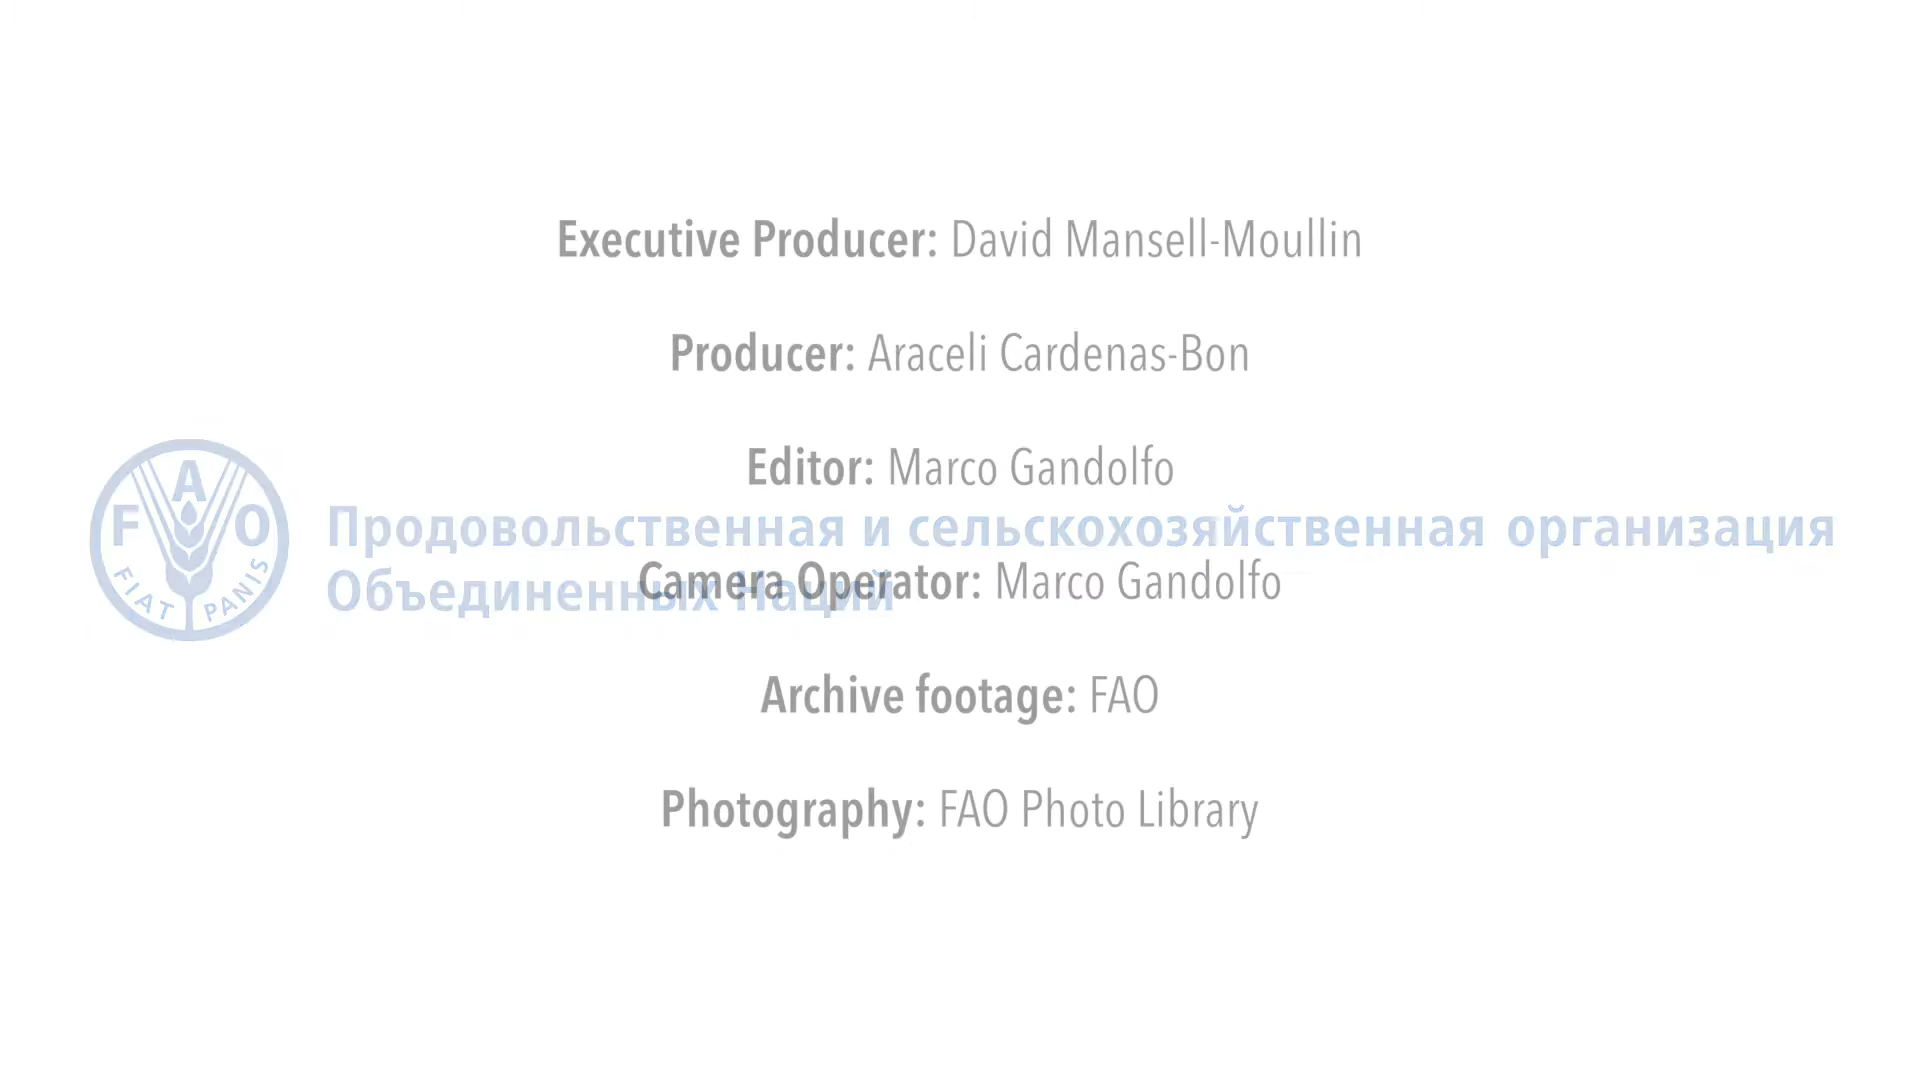 Executive Producer: David Mansell-Moullin
Producer: Araceli Cardenas-Bon
Editor: Marco Gandolfo
F A O
FIAT PANIS
Продовольственная и сельскохозяйственная организация
Объединенных Наций
Camera Operator: Marco Gandolfo
Archive footage: FAO
Photography: FAO Photo Library